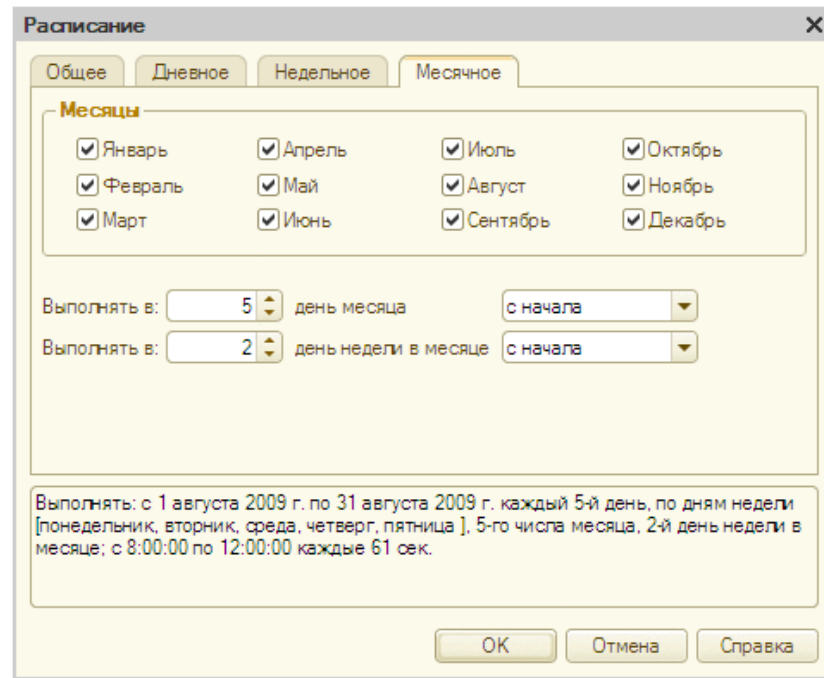 Расписание
Общее Дневное Недельное Месячное
Месяцы
Январь Апрель Июль Октябрь
Февраль Май Август Ноябрь
Март Июнь Сентябрь Декабрь
Выполнять в: 5 день месяца с начала
Выполнять в: 2 день недели в месяце с начала
Выполнять: с 1 августа 2009 г. по 31 августа 2009 г. каждый 5-й день, по дням недели
[понедельник, вторник, среда, четверг, пятница ], 5-го числа месяца, 2-й день недели в
месяце; с 8:00:00 по 12:00:00 каждые 61 сек.
OK Отмена Справка